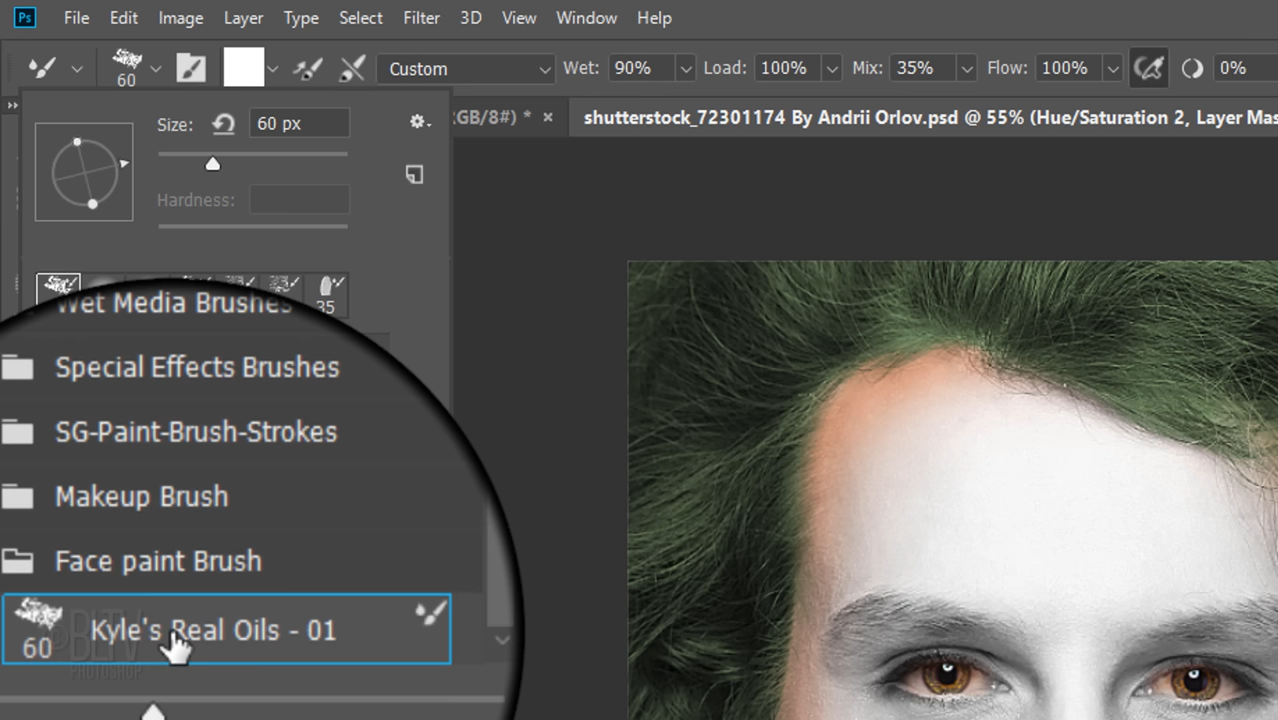 Ps File Edit Image Layer Type Select Filter 3D View Window Help
60 Custom Wet: 90% Load: 100% Mix: 35% Flow: 100% 0%
RGB/8#) * × shutterstock_72301174 By Andrii Orlov.psd @ 55% (Hue/Saturation 2, Layer Mas
Size: 60 px
Hardness:
35
Wet Media Brushes
Special Effects Brushes
SG-Paint-Brush-Strokes
Makeup Brush
Face paint Brush
60 Kyle's Real Oils - 01
©BLTV
PHOTOSHOP